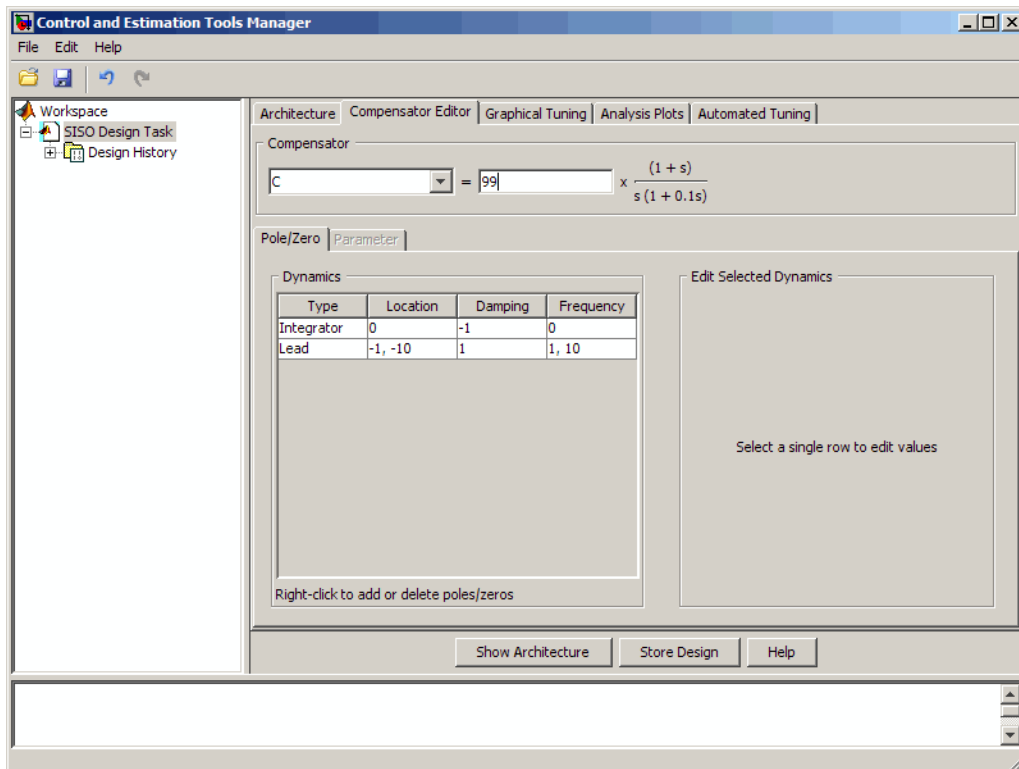 Control and Estimation Tools Manager
File Edit Help
Workspace
SISO Design Task
Design History
Architecture Compensator Editor Graphical Tuning Analysis Plots Automated Tuning
Compensator
C = 99 x (1 + s)
s (1 + 0.1s)
Pole/Zero Parameter
Dynamics
Type Location Damping Frequency
Integrator 0 -1 0
Lead -1, -10 1 1, 10
Right-click to add or delete poles/zeros
Edit Selected Dynamics
Select a single row to edit values
Show Architecture Store Design Help